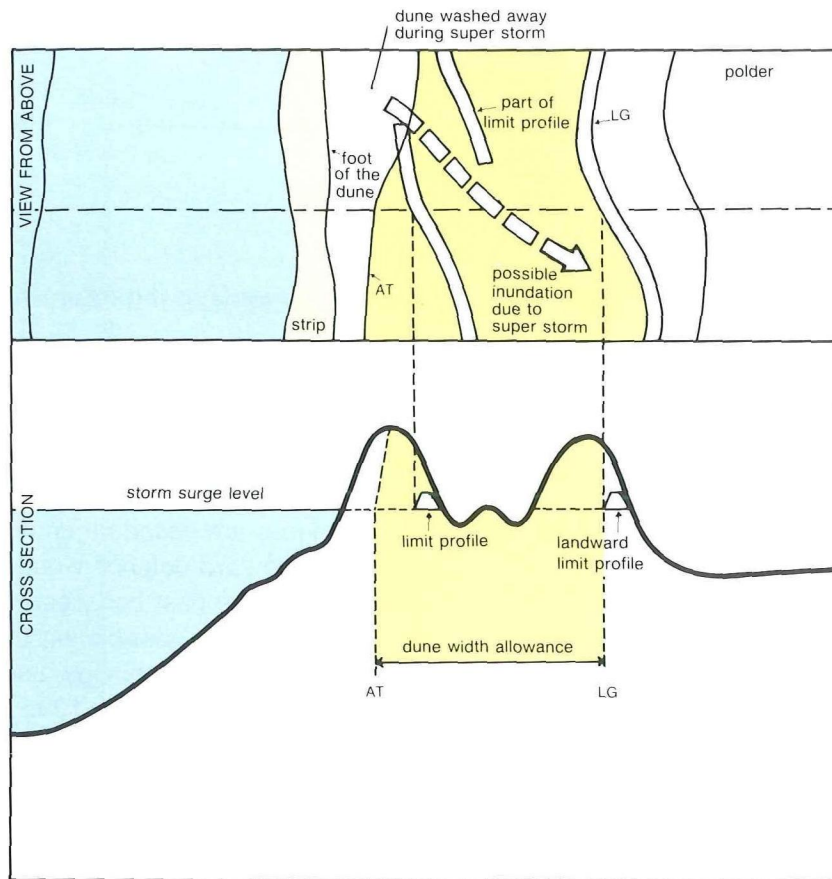 dune washed away
during super storm
VIEW FROM ABOVE
polder
part of
limit profile
LG
foot
of the
dune
AT
possible
inundation
due to
super storm
strip
CROSS SECTION
storm surge level
limit profile
landward
limit profile
dune width allowance
AT
LG